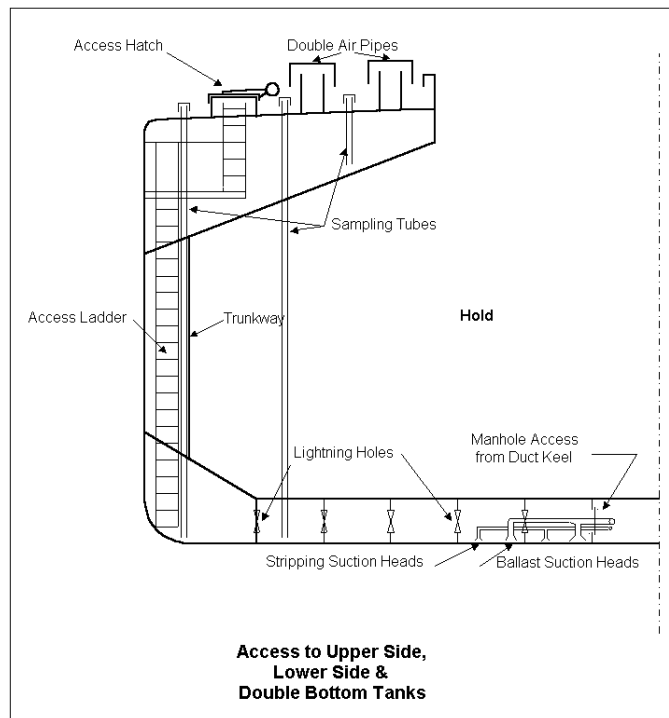 Access Hatch
Double Air Pipes
Sampling Tubes
Access Ladder
Trunkway
Hold
Manhole Access
from Duct Keel
Lightning Holes
Stripping Suction Heads
Ballast Suction Heads
Access to Upper Side,
Lower Side &
Double Bottom Tanks